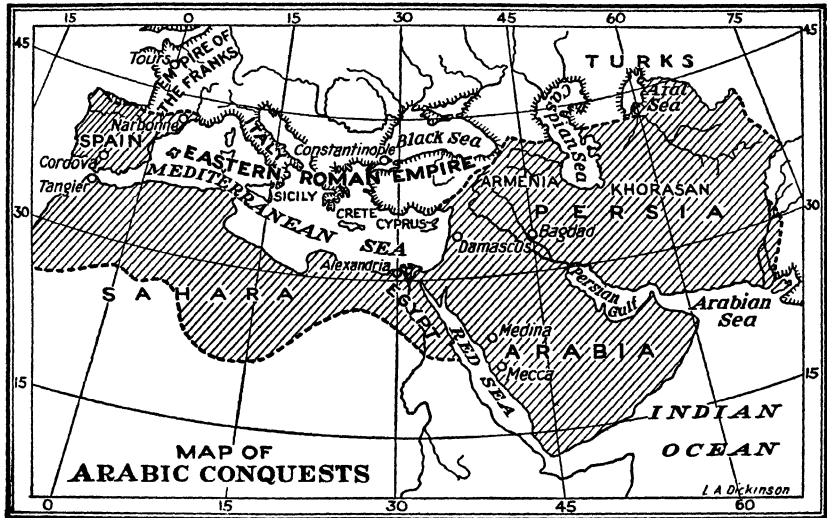 15 0 15 30 45 60 75
45 45
TURKS
EMPIRE OF
THE FRANKS
Tours
Aral
Sea
Caspian Sea
Narbonne
ITALY
Black Sea
Constantinople
SPAIN
EASTERN ROMAN EMPIRE
Cordova
ARMENIA
KHORASAN
Tangier
MEDITERRANEAN SEA
SICILY
CRETE
CYPRUS
PERSIA
30 30
Damascus
Bagdad
Alexandria
SAHARA
EGYPT
Persian
Gulf
Arabian
Sea
RED SEA
Medina
ARABIA
Mecca
15 15
INDIAN
OCEAN
MAP OF
ARABIC CONQUESTS
L A Dickinson
0 15 30 45 60